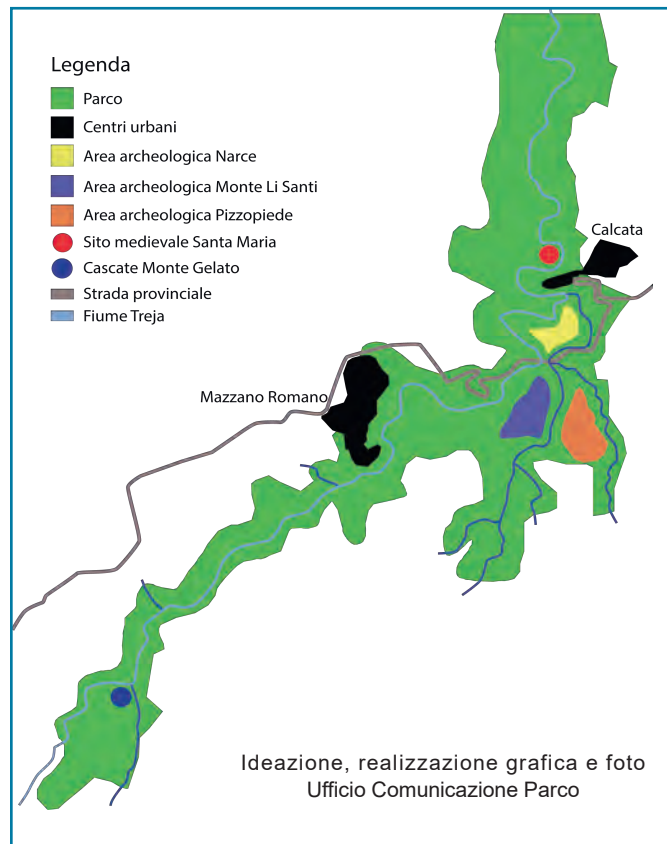 Legenda
Parco
Centri urbani
Area archeologica Narce
Area archeologica Monte Li Santi
Area archeologica Pizzopiede
Sito medievale Santa Maria
Cascate Monte Gelato
Strada provinciale
Fiume Treja
Calcata
Mazzano Romano
Ideazione, realizzazione grafica e foto
Ufficio Comunicazione Parco